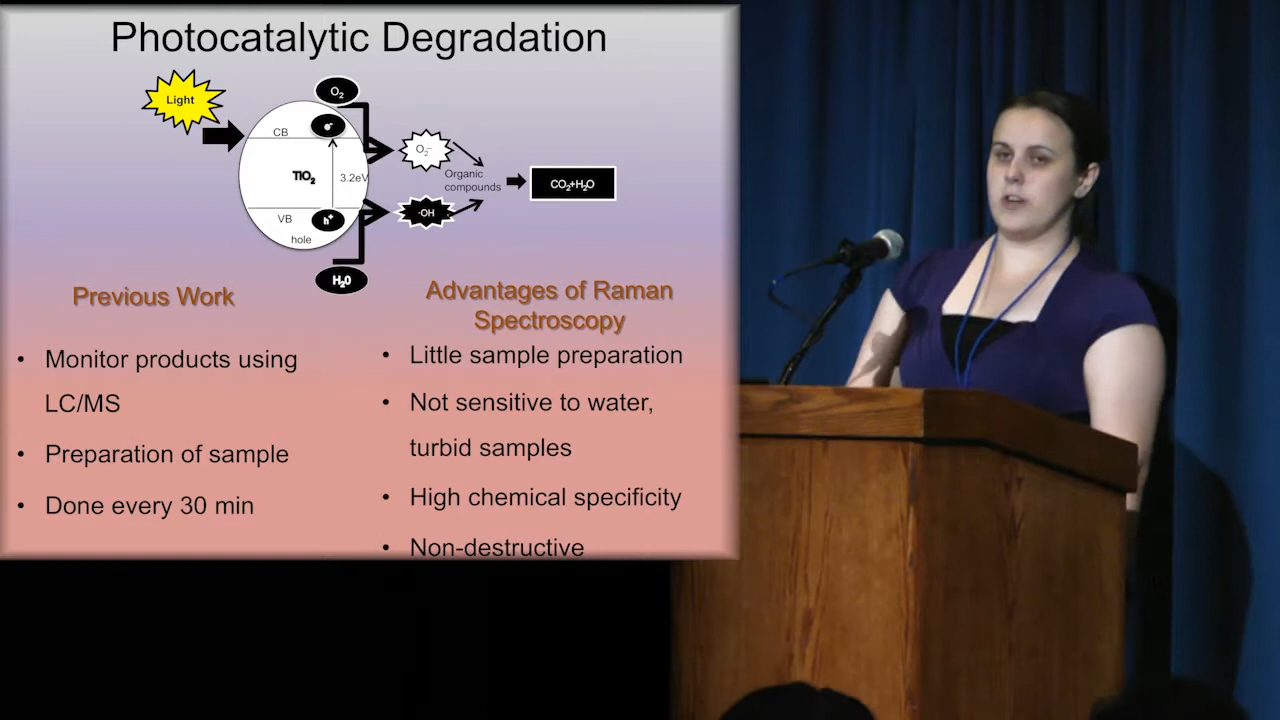 Photocatalytic Degradation
Light
O₂
CB
e⁻
TiO₂
3.2eV
VB
h⁺
hole
H₂0
O₂⁻
·OH
Organic
compounds
CO₂+H₂O
Previous Work
• Monitor products using
LC/MS
• Preparation of sample
• Done every 30 min
Advantages of Raman
Spectroscopy
• Little sample preparation
• Not sensitive to water,
turbid samples
• High chemical specificity
• Non-destructive